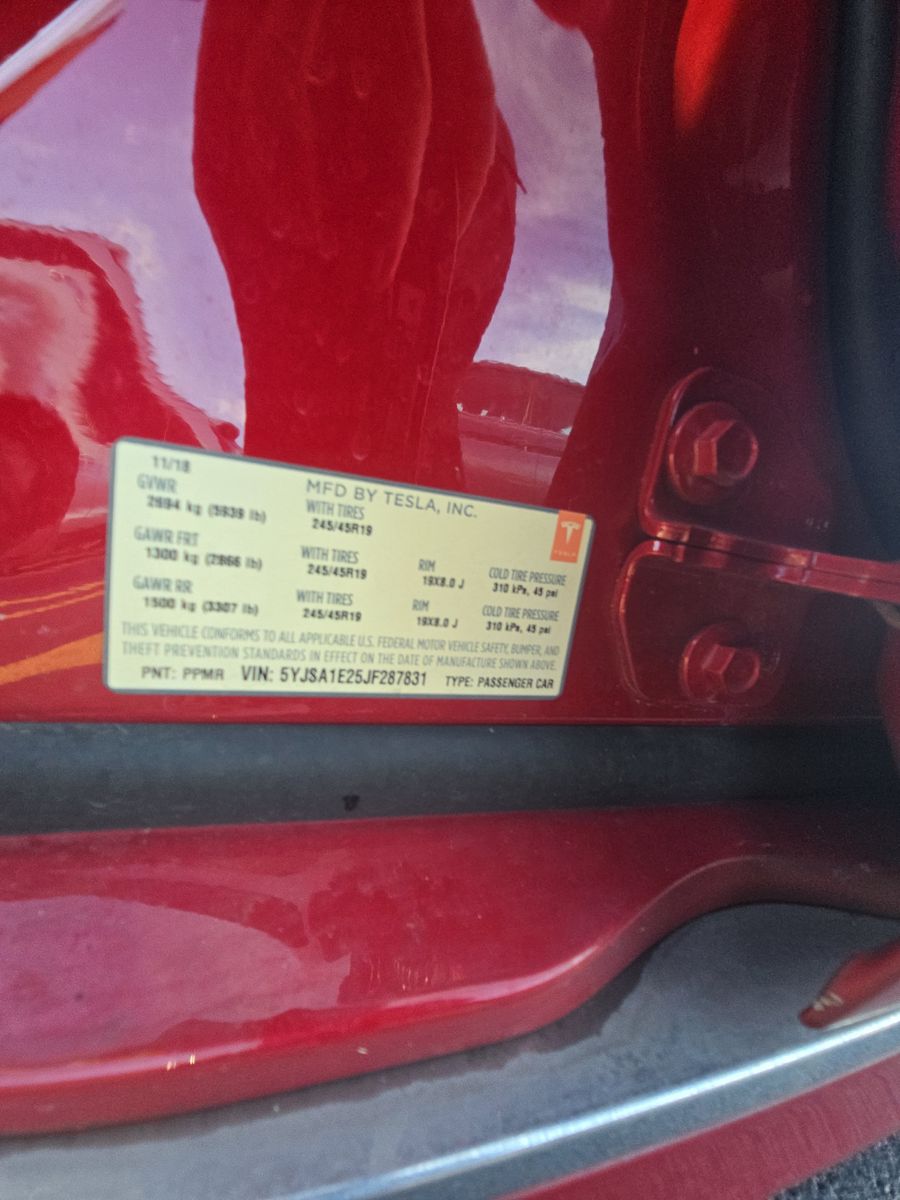 11/18
MFD BY TESLA, INC.
GVWR
2694 kg (5939 lb)
WITH TIRES
245/45R19
TESLA
GAWR FRT
1300 kg (2866 lb)
WITH TIRES
245/45R19
RIM
19X8.0 J
COLD TIRE PRESSURE
310 kPa, 45 psi
GAWR RR
1500 kg (3307 lb)
WITH TIRES
245/45R19
RIM
19X8.0 J
COLD TIRE PRESSURE
310 kPa, 45 psi
THIS VEHICLE CONFORMS TO ALL APPLICABLE U.S. FEDERAL MOTOR VEHICLE SAFETY, BUMPER, AND
THEFT PREVENTION STANDARDS IN EFFECT ON THE DATE OF MANUFACTURE SHOWN ABOVE.
PNT: PPMR VIN: 5YJSA1E25JF287831 TYPE: PASSENGER CAR